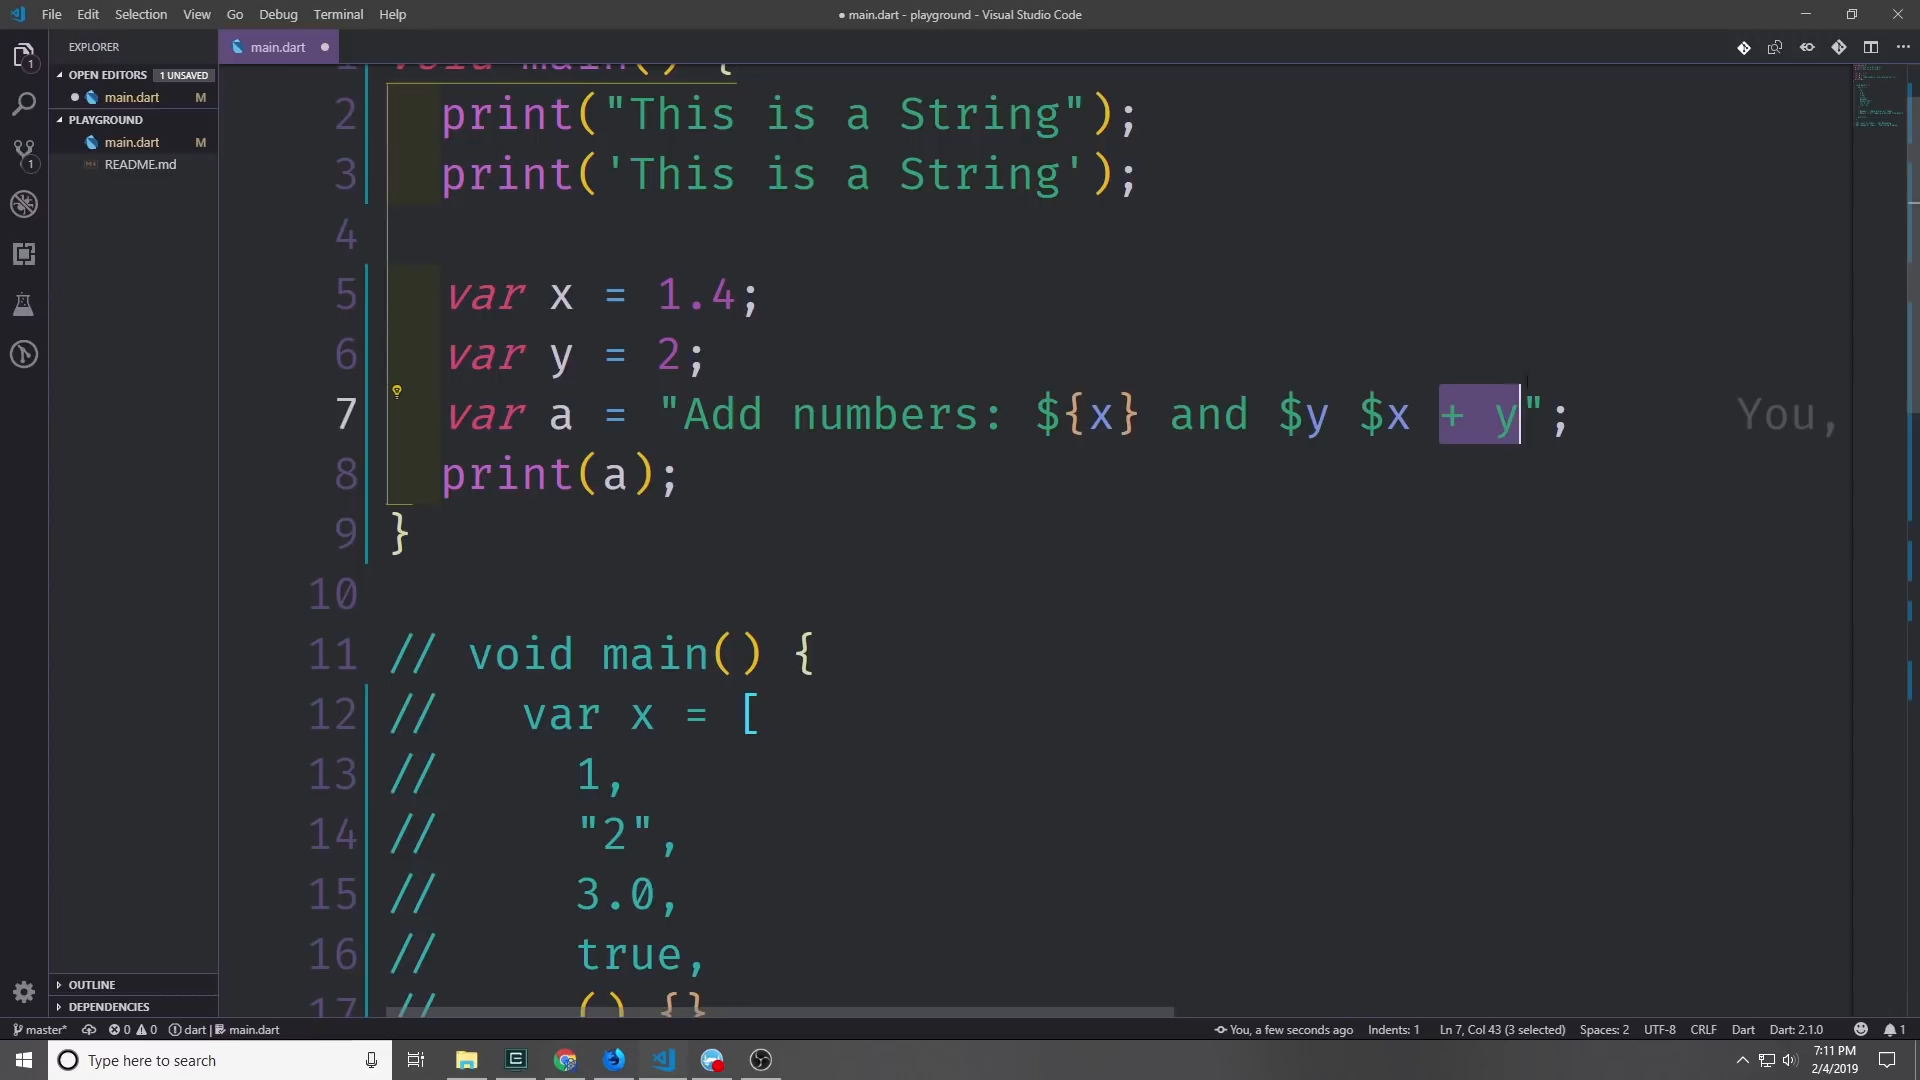 File Edit Selection View Go Debug Terminal Help
● main.dart - playground - Visual Studio Code
EXPLORER
main.dart
OPEN EDITORS 1 UNSAVED
main.dart M
PLAYGROUND
main.dart M
README.md
1 void main() {
2 print("This is a String");
3 print('This is a String');
4
5 var x = 1.4;
6 var y = 2;
7 var a = "Add numbers: ${x} and $y $x + y"; You,
8 print(a);
9 }
10
11 // void main() {
12 //   var x = [
13 //     1,
14 //     "2",
15 //     3.0,
16 //     true,
17 //     () {}
OUTLINE
DEPENDENCIES
master* 0 0 dart | main.dart You, a few seconds ago Indents: 1 Ln 7, Col 43 (3 selected) Spaces: 2 UTF-8 CRLF Dart Dart: 2.1.0 1
Type here to search
7:11 PM
2/4/2019